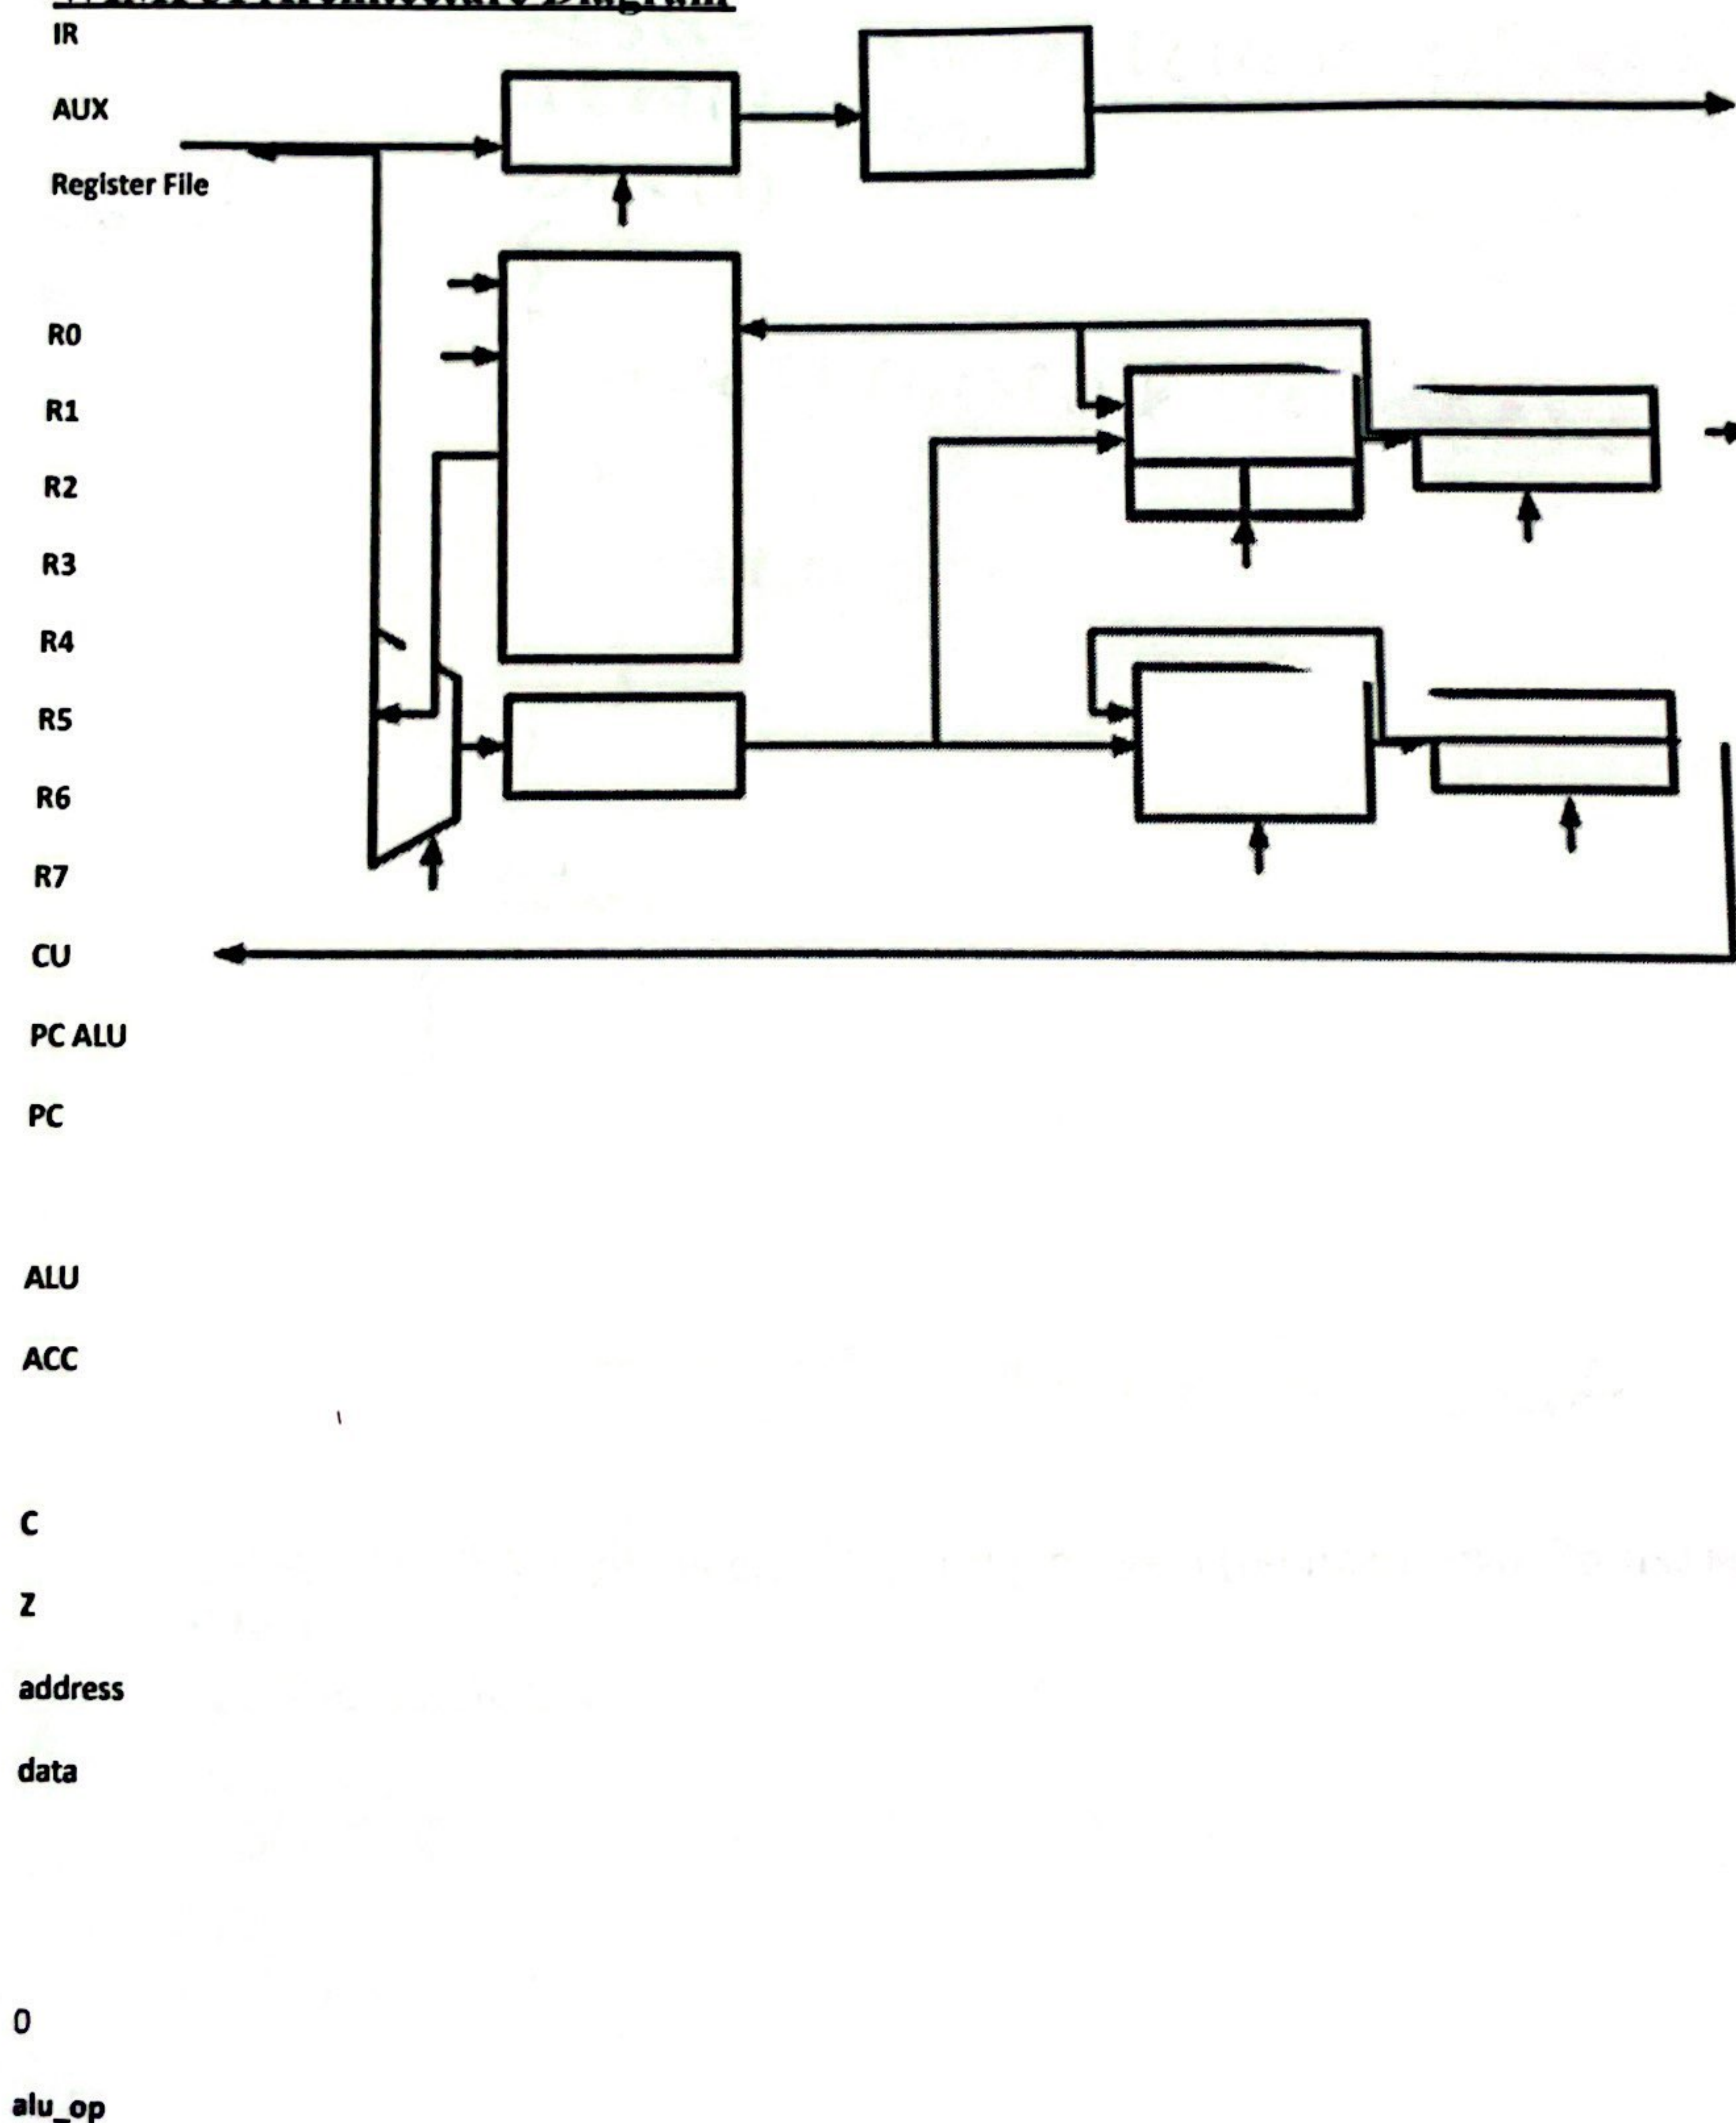 IR
AUX
Register File
R0
R1
R2
R3
R4
R5
R6
R7
CU
PC ALU
PC
ALU
ACC
C
Z
address
data
0
alu_op